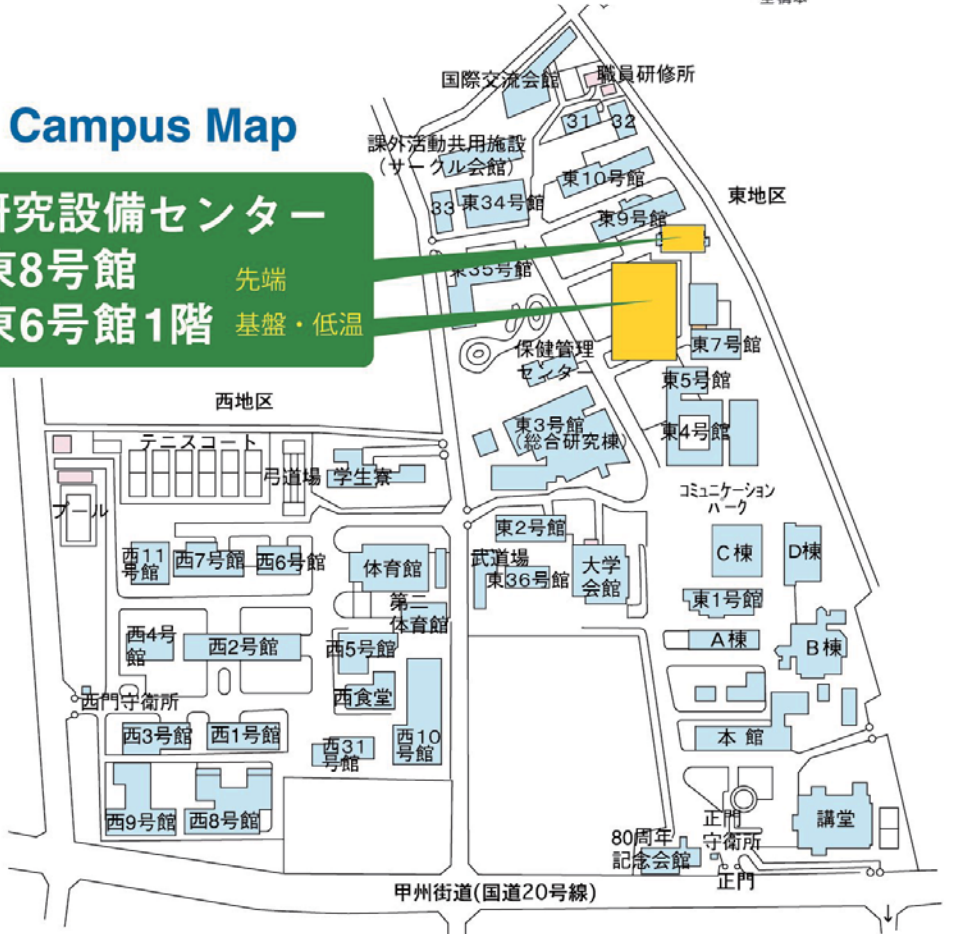 国際交流会館
職員研修所
Campus Map
31
32
課外活動共用施設
(サークル会館)
東10号館
33
東34号館
東9号館
東地区
研究設備センター
東8号館
先端
東6号館1階
基盤・低温
東35号館
保健管理
センター
東7号館
東5号館
西地区
東3号館
(総合研究棟)
東4号館
テニスコート
弓道場
学生寮
プール
コミュニケーション
パーク
東2号館
西11
号館
西7号館
西6号館
体育館
武道場
東36号館
大学
会館
C棟
D棟
第二
体育館
東1号館
西4号
館
西2号館
西5号館
A棟
B棟
西食堂
西門守衛所
西3号館
西1号館
西31
号館
西10
号館
本館
西9号館
西8号館
正門
守衛所
講堂
80周年
記念会館
正門
甲州街道(国道20号線)